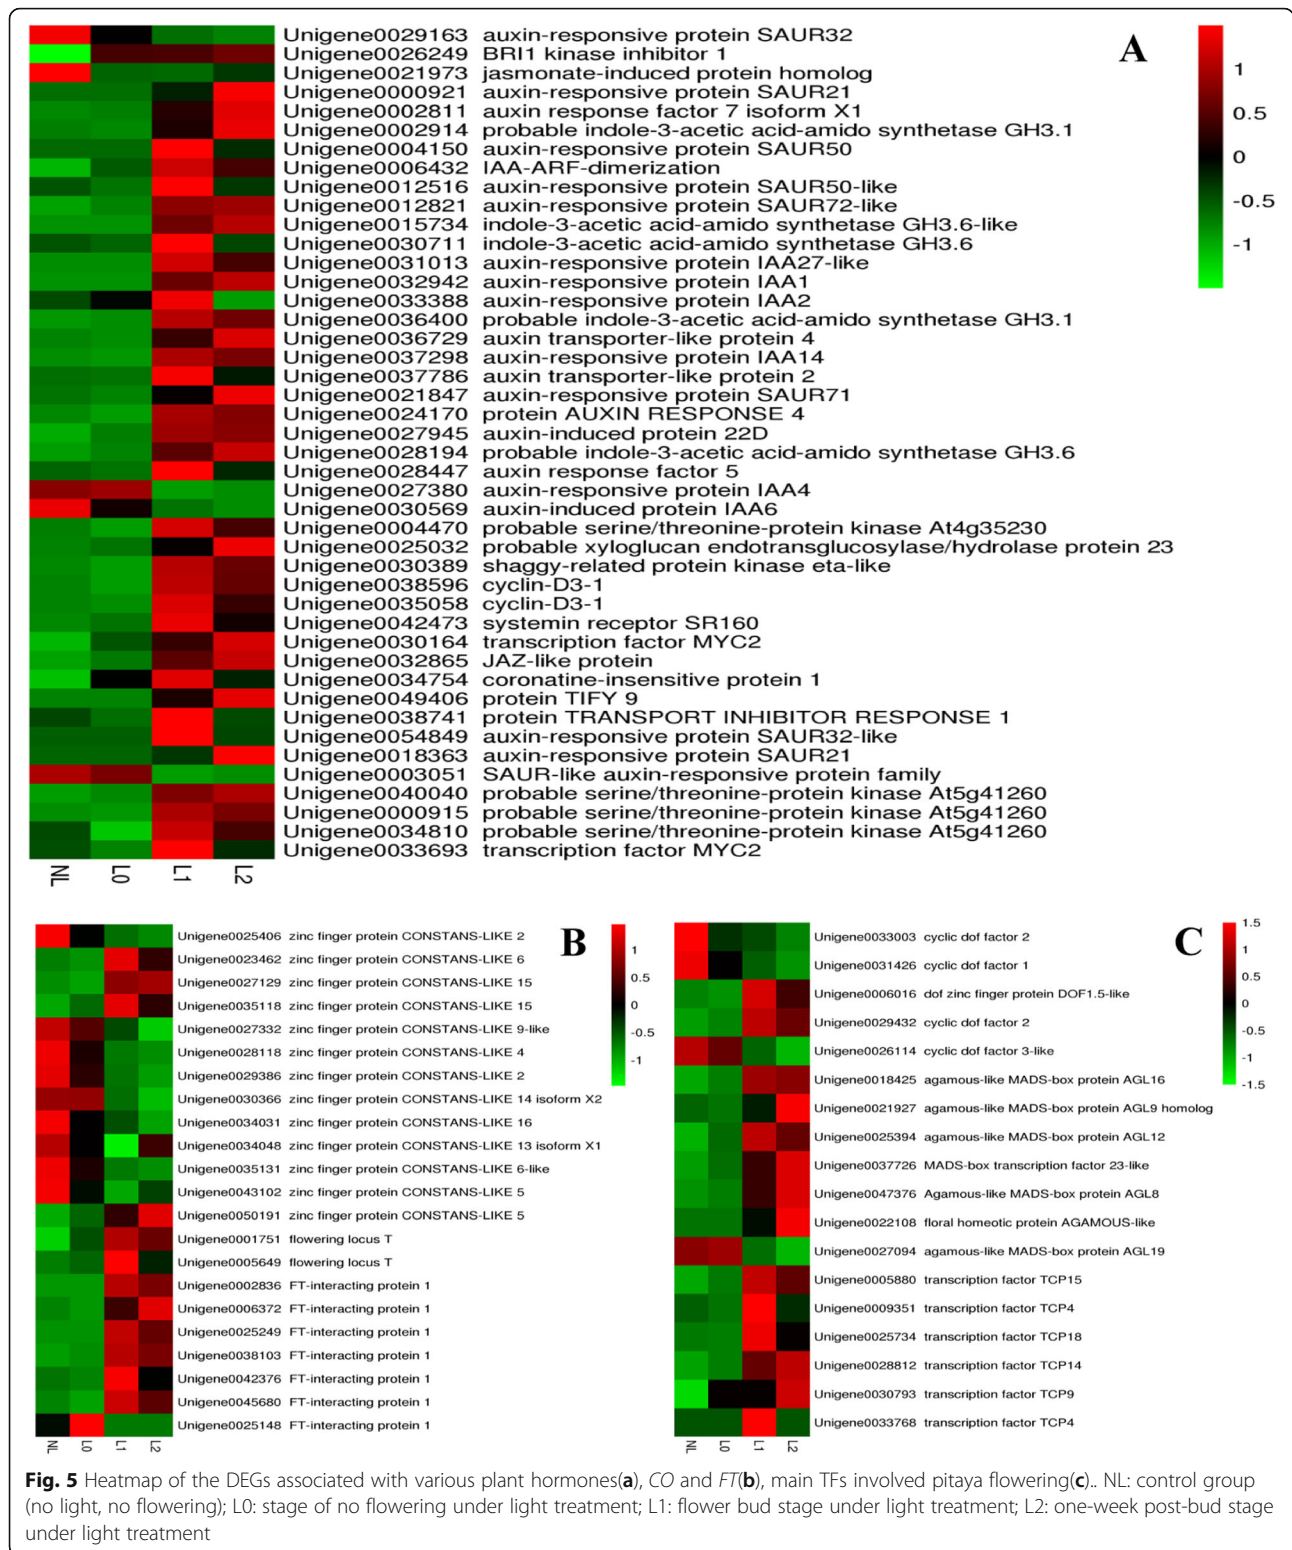 Unigene0029163 auxin-responsive protein SAUR32
Unigene0026249 BRI1 kinase inhibitor 1
Unigene0021973 jasmonate-induced protein homolog
Unigene0000921 auxin-responsive protein SAUR21
Unigene0002811 auxin response factor 7 isoform X1
Unigene0002914 probable indole-3-acetic acid-amido synthetase GH3.1
Unigene0004150 auxin-responsive protein SAUR50
Unigene0006432 IAA-ARF-dimerization
Unigene0012516 auxin-responsive protein SAUR50-like
Unigene0012821 auxin-responsive protein SAUR72-like
Unigene0015734 indole-3-acetic acid-amido synthetase GH3.6-like
Unigene0030711 indole-3-acetic acid-amido synthetase GH3.6
Unigene0031013 auxin-responsive protein IAA27-like
Unigene0032942 auxin-responsive protein IAA1
Unigene0033388 auxin-responsive protein IAA2
Unigene0036400 probable indole-3-acetic acid-amido synthetase GH3.1
Unigene0036729 auxin transporter-like protein 4
Unigene0037298 auxin-responsive protein IAA14
Unigene0037786 auxin transporter-like protein 2
Unigene0021847 auxin-responsive protein SAUR71
Unigene0024170 protein AUXIN RESPONSE 4
Unigene0027945 auxin-induced protein 22D
Unigene0028194 probable indole-3-acetic acid-amido synthetase GH3.6
Unigene0028447 auxin response factor 5
Unigene0027380 auxin-responsive protein IAA4
Unigene0030569 auxin-induced protein IAA6
Unigene0004470 probable serine/threonine-protein kinase At4g35230
Unigene0025032 probable xyloglucan endotransglucosylase/hydrolase protein 23
Unigene0030389 shaggy-related protein kinase eta-like
Unigene0038596 cyclin-D3-1
Unigene0035058 cyclin-D3-1
Unigene0042473 systemin receptor SR160
Unigene0030164 transcription factor MYC2
Unigene0032865 JAZ-like protein
Unigene0034754 coronatine-insensitive protein 1
Unigene0049406 protein TIFY 9
Unigene0038741 protein TRANSPORT INHIBITOR RESPONSE 1
Unigene0054849 auxin-responsive protein SAUR32-like
Unigene0018363 auxin-responsive protein SAUR21
Unigene0003051 SAUR-like auxin-responsive protein family
Unigene0040040 probable serine/threonine-protein kinase At5g41260
Unigene0000915 probable serine/threonine-protein kinase At5g41260
Unigene0034810 probable serine/threonine-protein kinase At5g41260
Unigene0033693 transcription factor MYC2
NL L0 L1 L2
A
1
0.5
0
-0.5
-1
Unigene0025406 zinc finger protein CONSTANS-LIKE 2
Unigene0023462 zinc finger protein CONSTANS-LIKE 6
Unigene0027129 zinc finger protein CONSTANS-LIKE 15
Unigene0035118 zinc finger protein CONSTANS-LIKE 15
Unigene0027332 zinc finger protein CONSTANS-LIKE 9-like
Unigene0028118 zinc finger protein CONSTANS-LIKE 4
Unigene0029386 zinc finger protein CONSTANS-LIKE 2
Unigene0030366 zinc finger protein CONSTANS-LIKE 14 isoform X2
Unigene0034031 zinc finger protein CONSTANS-LIKE 16
Unigene0034048 zinc finger protein CONSTANS-LIKE 13 isoform X1
Unigene0035131 zinc finger protein CONSTANS-LIKE 6-like
Unigene0043102 zinc finger protein CONSTANS-LIKE 5
Unigene0050191 zinc finger protein CONSTANS-LIKE 5
Unigene0001751 flowering locus T
Unigene0005649 flowering locus T
Unigene0002836 FT-interacting protein 1
Unigene0006372 FT-interacting protein 1
Unigene0025249 FT-interacting protein 1
Unigene0038103 FT-interacting protein 1
Unigene0042376 FT-interacting protein 1
Unigene0045680 FT-interacting protein 1
Unigene0025148 FT-interacting protein 1
NL L0 L1 L2
B
1
0.5
0
-0.5
-1
Unigene0033003 cyclic dof factor 2
Unigene0031426 cyclic dof factor 1
Unigene0006016 dof zinc finger protein DOF1.5-like
Unigene0029432 cyclic dof factor 2
Unigene0026114 cyclic dof factor 3-like
Unigene0018425 agamous-like MADS-box protein AGL16
Unigene0021927 agamous-like MADS-box protein AGL9 homolog
Unigene0025394 agamous-like MADS-box protein AGL12
Unigene0037726 MADS-box transcription factor 23-like
Unigene0047376 Agamous-like MADS-box protein AGL8
Unigene0022108 floral homeotic protein AGAMOUS-like
Unigene0027094 agamous-like MADS-box protein AGL19
Unigene0005880 transcription factor TCP15
Unigene0009351 transcription factor TCP4
Unigene0025734 transcription factor TCP18
Unigene0028812 transcription factor TCP14
Unigene0030793 transcription factor TCP9
Unigene0033768 transcription factor TCP4
NL L0 L1 L2
C
1.5
1
0.5
0
-0.5
-1
-1.5
Fig. 5 Heatmap of the DEGs associated with various plant hormones(a), CO and FT(b), main TFs involved pitaya flowering(c).. NL: control group
(no light, no flowering); L0: stage of no flowering under light treatment; L1: flower bud stage under light treatment; L2: one-week post-bud stage
under light treatment